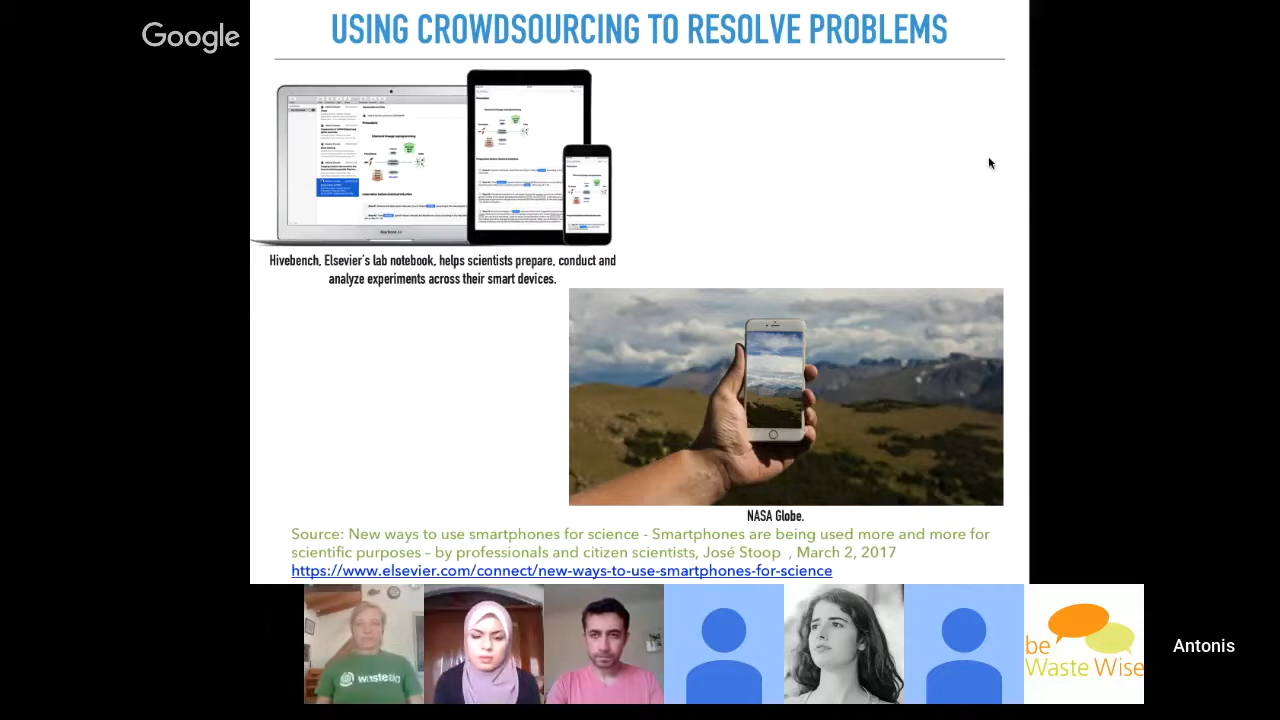 Google
USING CROWDSOURCING TO RESOLVE PROBLEMS
MacBook Air
Hivebench, Elsevier's lab notebook, helps scientists prepare, conduct and
analyze experiments across their smart devices.
NASA Globe.
Source: New ways to use smartphones for science - Smartphones are being used more and more for
scientific purposes – by professionals and citizen scientists, José Stoop , March 2, 2017
https://www.elsevier.com/connect/new-ways-to-use-smartphones-for-science
be
Waste Wise
Antonis